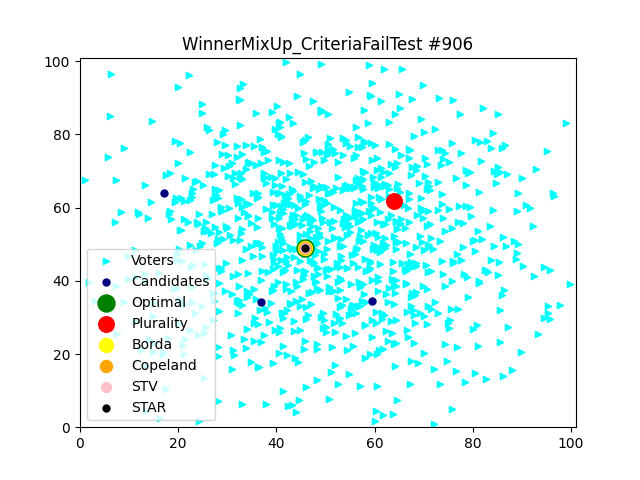 WinnerMixUp_CriteriaFailTest #906
100
80
60
40
20
0
0 20 40 60 80 100
Voters
Candidates
Optimal
Plurality
Borda
Copeland
STV
STAR